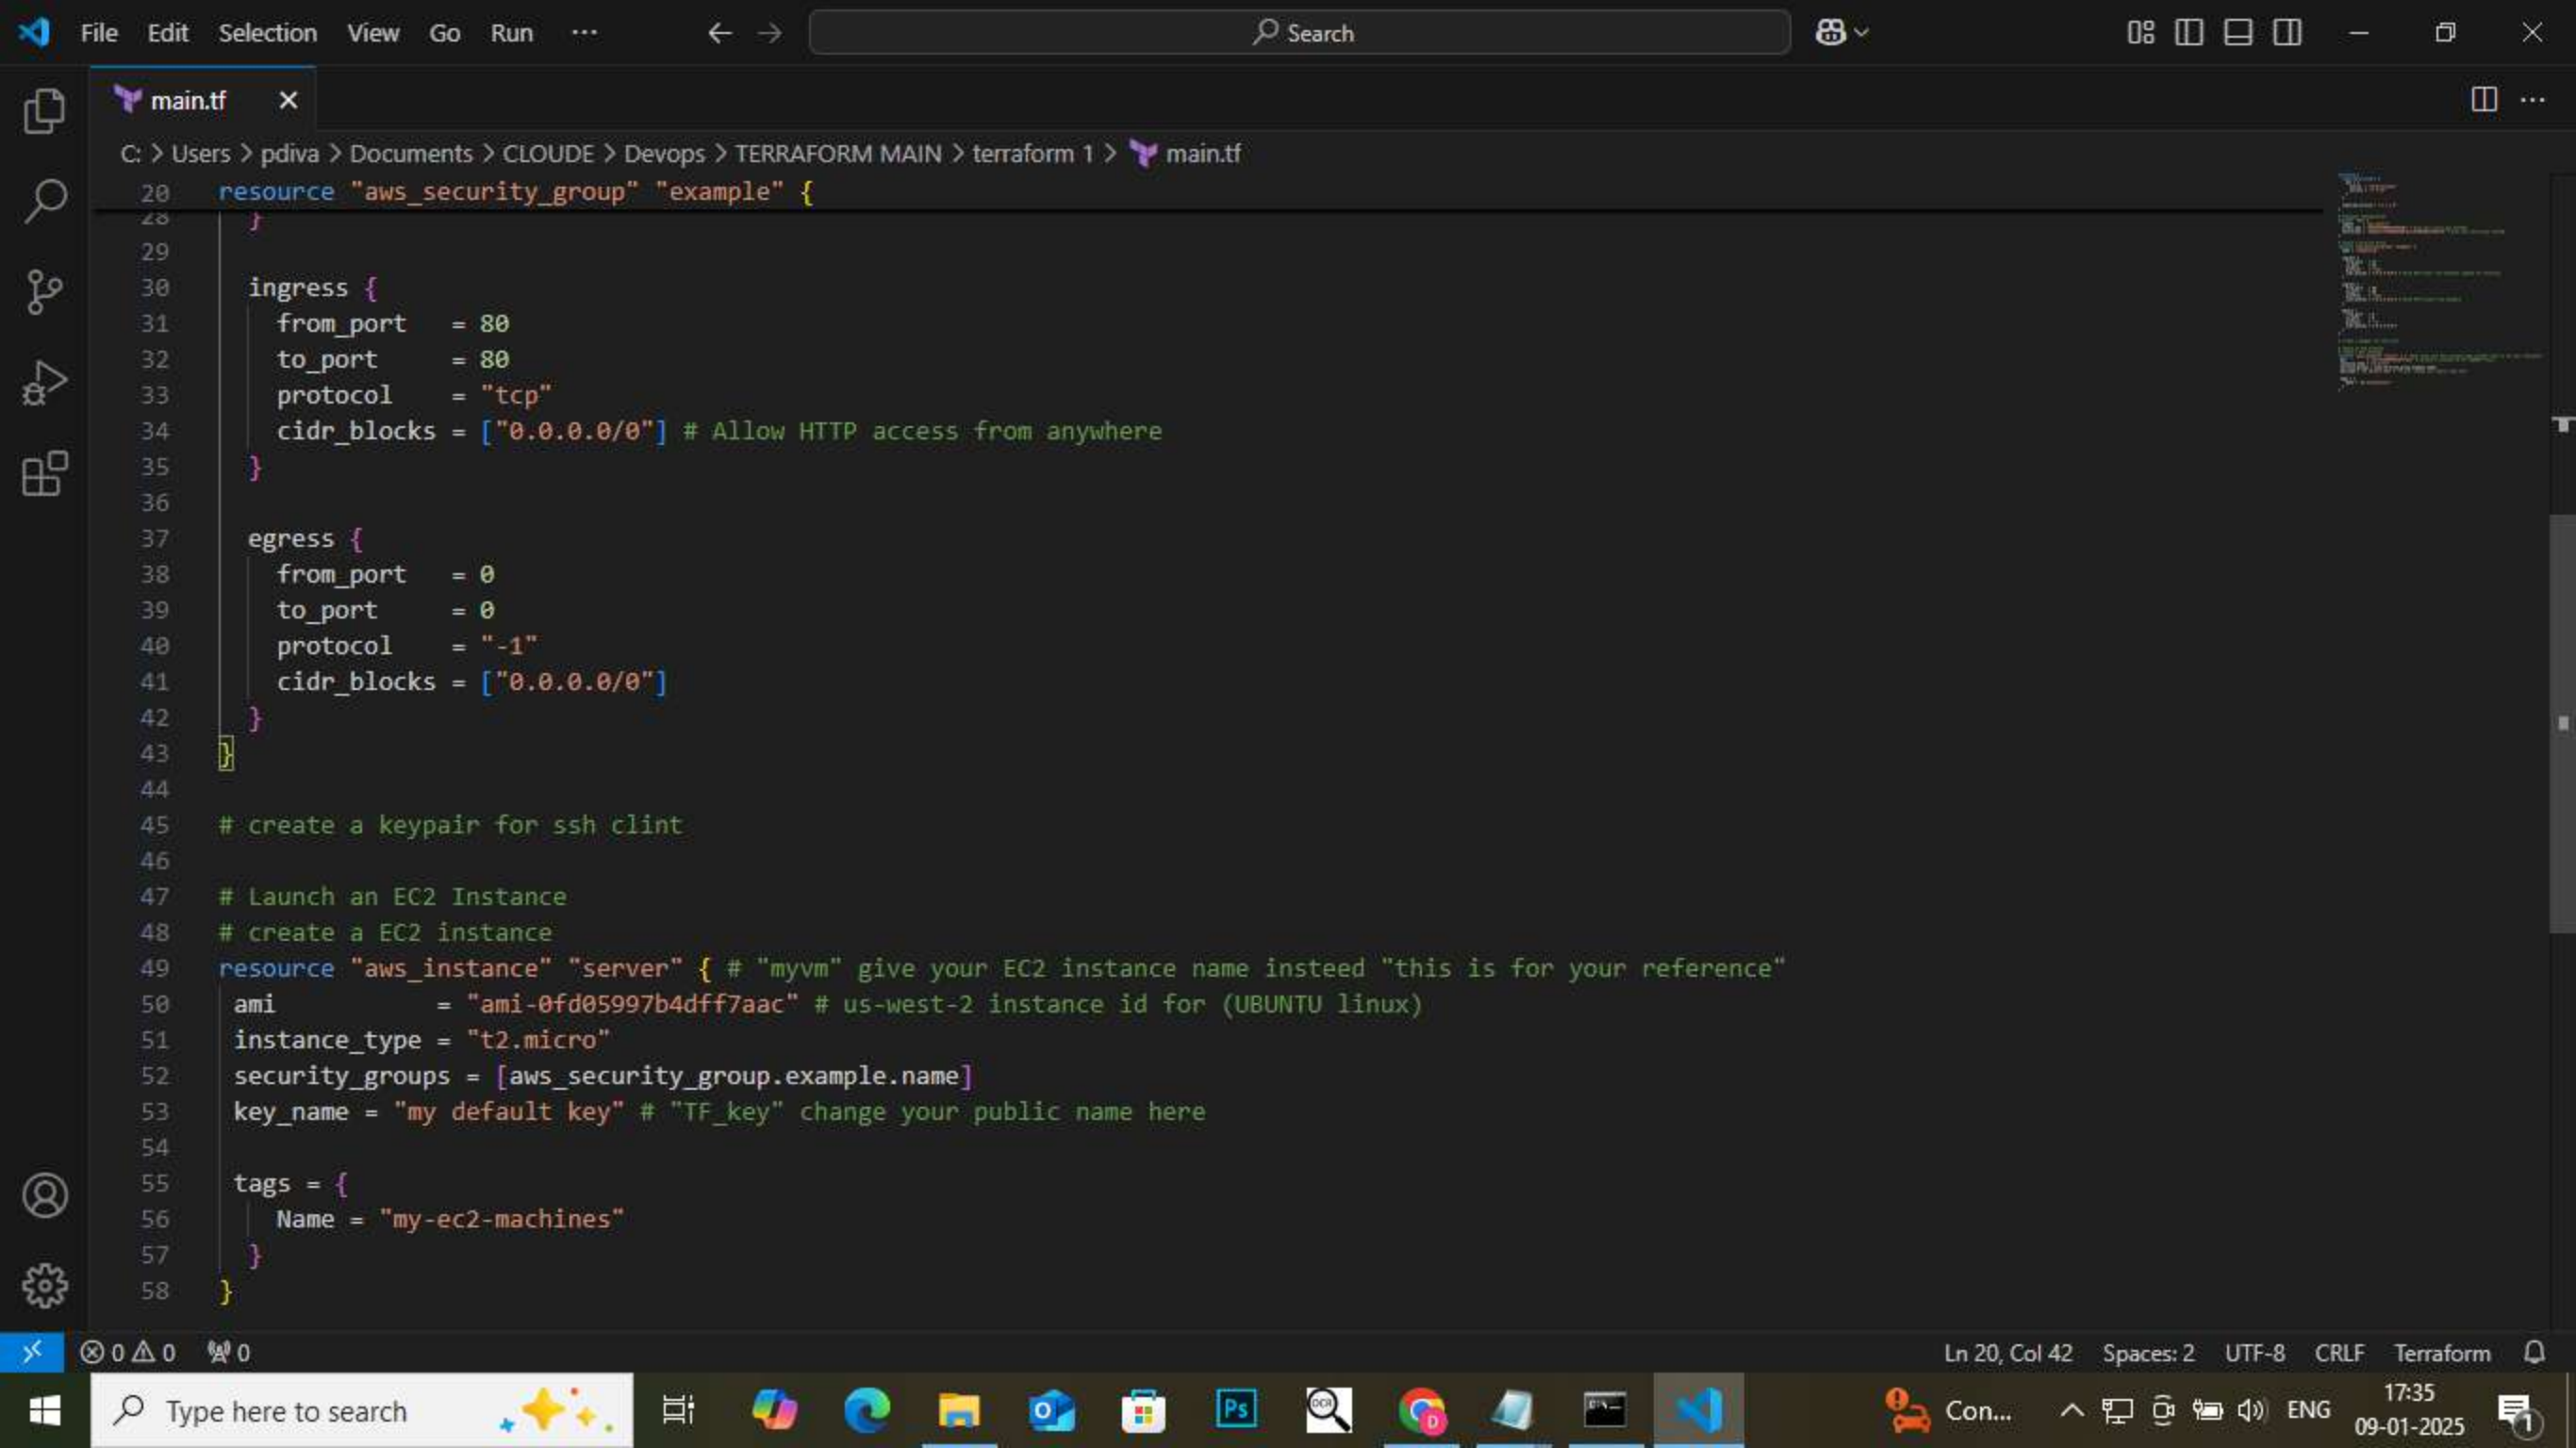 File Edit Selection View Go Run ··· Search
main.tf
C: > Users > pdiva > Documents > CLOUDE > Devops > TERRAFORM MAIN > terraform 1 > main.tf
20 resource "aws_security_group" "example" {
28 }
29
30 ingress {
31 from_port = 80
32 to_port = 80
33 protocol = "tcp"
34 cidr_blocks = ["0.0.0.0/0"] # Allow HTTP access from anywhere
35 }
36
37 egress {
38 from_port = 0
39 to_port = 0
40 protocol = "-1"
41 cidr_blocks = ["0.0.0.0/0"]
42 }
43 }
44
45 # create a keypair for ssh clint
46
47 # Launch an EC2 Instance
48 # create a EC2 instance
49 resource "aws_instance" "server" { # "myvm" give your EC2 instance name insteed "this is for your reference"
50 ami = "ami-0fd05997b4dff7aac" # us-west-2 instance id for (UBUNTU linux)
51 instance_type = "t2.micro"
52 security_groups = [aws_security_group.example.name]
53 key_name = "my default key" # "TF_key" change your public name here
54
55 tags = {
56 Name = "my-ec2-machines"
57 }
58 }
0 0 0 Ln 20, Col 42 Spaces: 2 UTF-8 CRLF Terraform
Type here to search Ps OCR D Con... ENG 17:35 1
09-01-2025